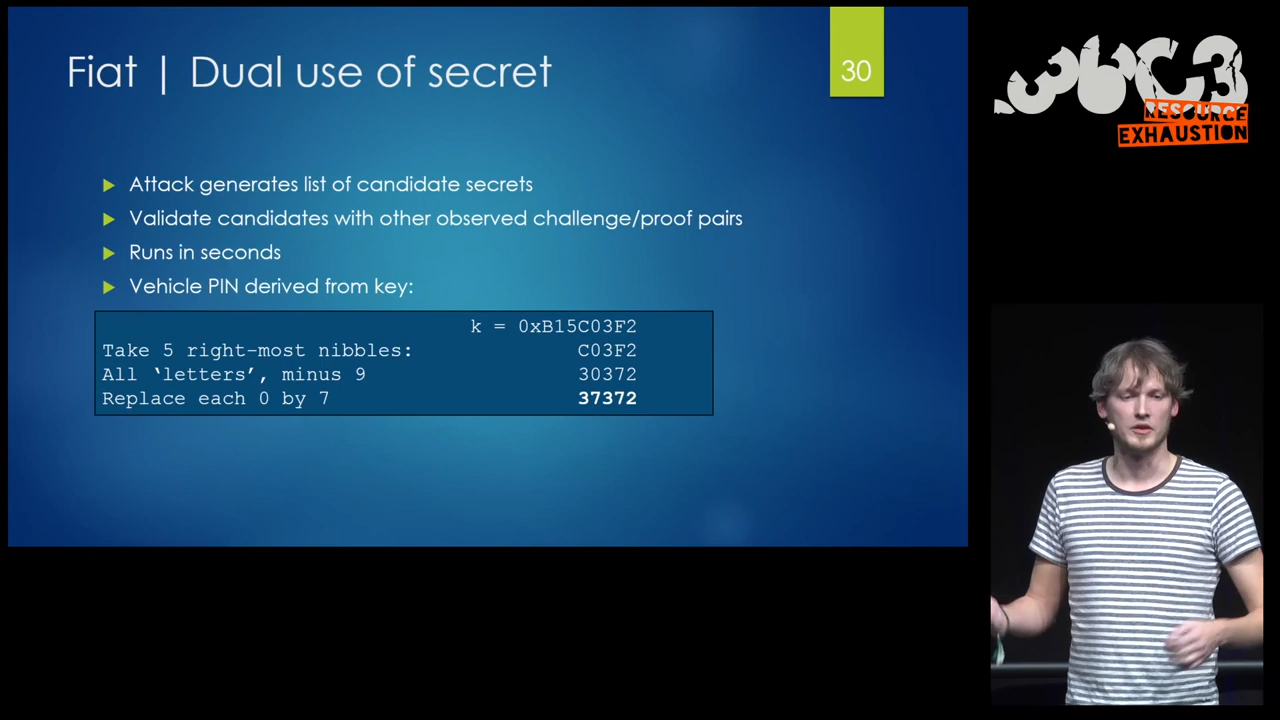 Fiat | Dual use of secret
30
Attack generates list of candidate secrets
Validate candidates with other observed challenge/proof pairs
Runs in seconds
Vehicle PIN derived from key:
k = 0xB15C03F2
Take 5 right-most nibbles: C03F2
All ‘letters’, minus 9 30372
Replace each 0 by 7 37372
36C3
RESOURCE
EXHAUSTION